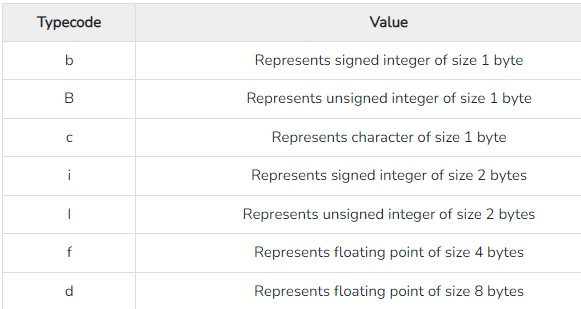 Typecode Value
b Represents signed integer of size 1 byte
B Represents unsigned integer of size 1 byte
c Represents character of size 1 byte
i Represents signed integer of size 2 bytes
I Represents unsigned integer of size 2 bytes
f Represents floating point of size 4 bytes
d Represents floating point of size 8 bytes